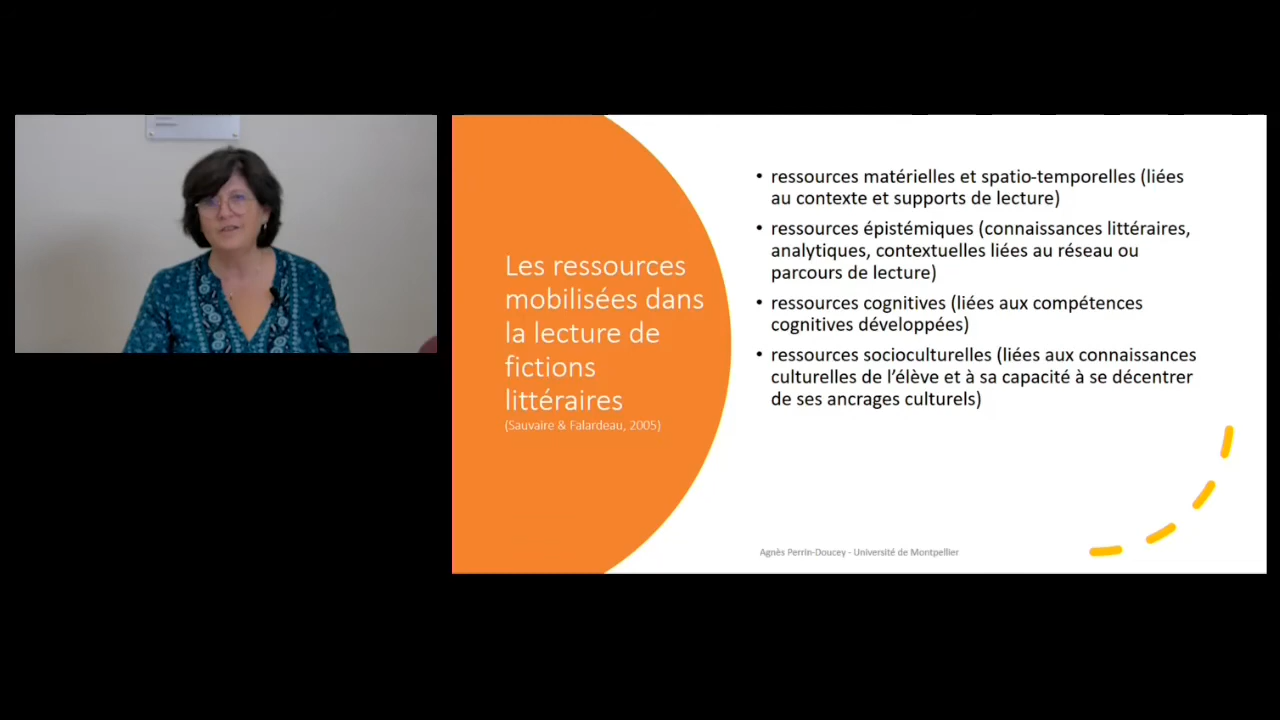 Les ressources
mobilisées dans
la lecture de
fictions
littéraires
(Sauvaire & Falardeau, 2005)
• ressources matérielles et spatio-temporelles (liées
au contexte et supports de lecture)
• ressources épistémiques (connaissances littéraires,
analytiques, contextuelles liées au réseau ou
parcours de lecture)
• ressources cognitives (liées aux compétences
cognitives développées)
• ressources socioculturelles (liées aux connaissances
culturelles de l’élève et à sa capacité à se décentrer
de ses ancrages culturels)
Agnès Perrin-Doucey - Université de Montpellier